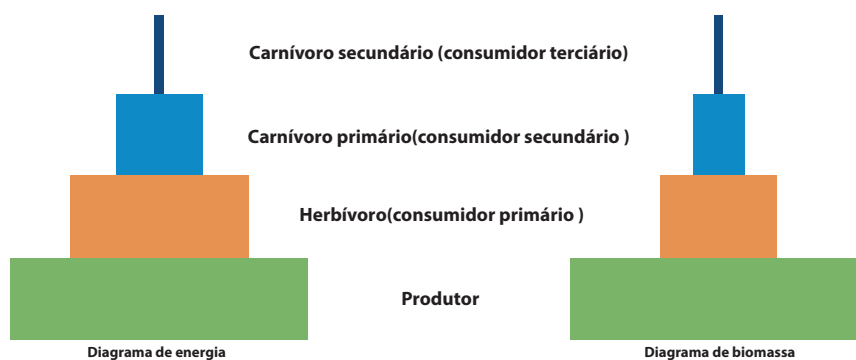 Carnívoro secundário (consumidor terciário)
Carnívoro primário(consumidor secundário )
Herbívoro(consumidor primário )
Produtor
Diagrama de energia
Diagrama de biomassa